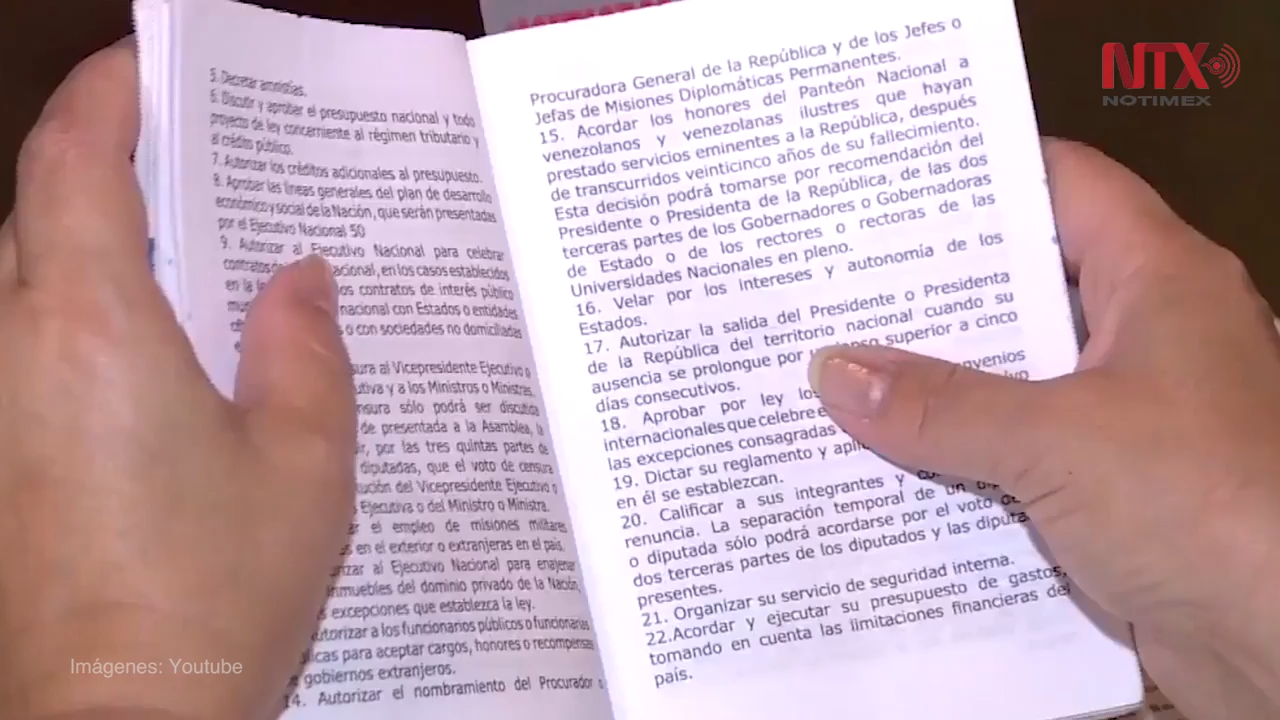 5. Decretar amnistías.
6. Discutir y aprobar el presupuesto nacional y todo
proyecto de ley concerniente al régimen tributario y
al crédito público.
7. Autorizar los créditos adicionales al presupuesto.
8. Aprobar las líneas generales del plan de desarrollo
económico y social de la Nación, que serán presentadas
por el Ejecutivo Nacional 50
9. Autorizar al Ejecutivo Nacional para celebrar
contratos de nacional, en los casos establecidos
en la contratos de interés público
nacional con Estados o entidades
o con sociedades no domiciliadas
al Vicepresidente Ejecutivo o
y a los Ministros o Ministras.
sólo podrá ser discutida
de presentada a la Asamblea, la
por las tres quintas partes de
diputadas, que el voto de censura
del Vicepresidente Ejecutivo o
Ejecutiva o del Ministro o Ministra.
el empleo de misiones militares
en el exterior o extranjeras en el país.
al Ejecutivo Nacional para enajenar
inmuebles del dominio privado de la Nación,
excepciones que establezca la ley.
autorizar a los funcionarios públicos o funcionarias
para aceptar cargos, honores o recompensas
gobiernos extranjeros.
14. Autorizar el nombramiento del Procurador o
Procuradora General de la República y de los Jefes o
Jefas de Misiones Diplomáticas Permanentes.
15. Acordar los honores del Panteón Nacional a
venezolanos y venezolanas ilustres que hayan
prestado servicios eminentes a la República, después
de transcurridos veinticinco años de su fallecimiento.
Esta decisión podrá tomarse por recomendación del
Presidente o Presidenta de la República, de las dos
terceras partes de los Gobernadores o Gobernadoras
de Estado o de los rectores o rectoras de las
Universidades Nacionales en pleno.
16. Velar por los intereses y autonomía de los
Estados.
17. Autorizar la salida del Presidente o Presidenta
de la República del territorio nacional cuando su
ausencia se prolongue por superior a cinco
días consecutivos.
18. Aprobar por ley
internacionales que celebre
las excepciones consagradas
19. Dictar su reglamento y
en él se establezcan.
20. Calificar a sus integrantes y
renuncia. La separación temporal de un
o diputada sólo podrá acordarse por el voto de
dos terceras partes de los diputados y las
presentes.
21. Organizar su servicio de seguridad interna.
22.Acordar y ejecutar su presupuesto de gastos,
tomando en cuenta las limitaciones financieras del
país.
NTX
NOTIMEX
Imágenes: Youtube